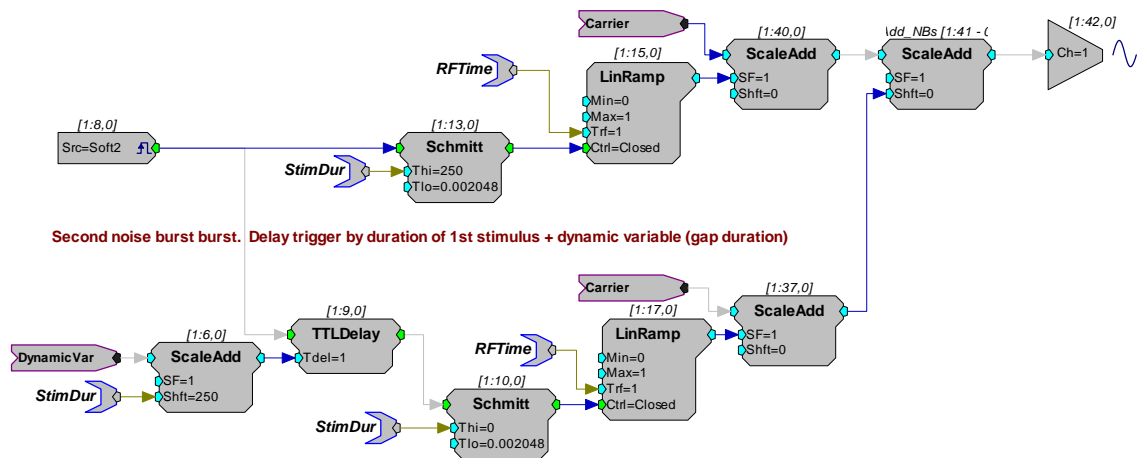 [1:42,0]
Ch=1
[1:40,0]
ScaleAdd
SF=1
Shft=0
[1:41 - 
ScaleAdd
SF=1
Shft=0
Carrier
[1:15,0]
LinRamp
Min=0
Max=1
Trf=1
Ctrl=Closed
RFTime
[1:8,0]
Src=Soft2
[1:13,0]
Schmitt
Thi=250
Tlo=0.002048
StimDur
Second noise burst burst. Delay trigger by duration of 1st stimulus + dynamic variable (gap duration)
Carrier
[1:37,0]
ScaleAdd
SF=1
Shft=0
[1:17,0]
LinRamp
Min=0
Max=1
Trf=1
Ctrl=Closed
RFTime
[1:9,0]
TTLDelay
Tdel=1
[1:6,0]
ScaleAdd
SF=1
Shft=250
DynamicVar
StimDur
[1:10,0]
Schmitt
Thi=0
Tlo=0.002048
StimDur